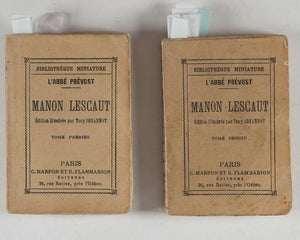 BIBLIOTHÈQUE MINIATURE
L'ABBÉ PRÉVOST
MANON LESCAUT
Édition illustrée par Tony JOHANNOT
TOME PREMIER
PARIS
C. MARPON ET E. FLAMMARION
ÉDITEURS
26, rue Racine, près l'Odéon.
BIBLIOTHÈQUE MINIATURE
L'ABBÉ PRÉVOST
MANON LESCAUT
Édition illustrée par Tony JOHANNOT
TOME SECOND
PARIS
C. MARPON ET E. FLAMMARION
ÉDITEURS
26, rue Racine, près l'Odéon.